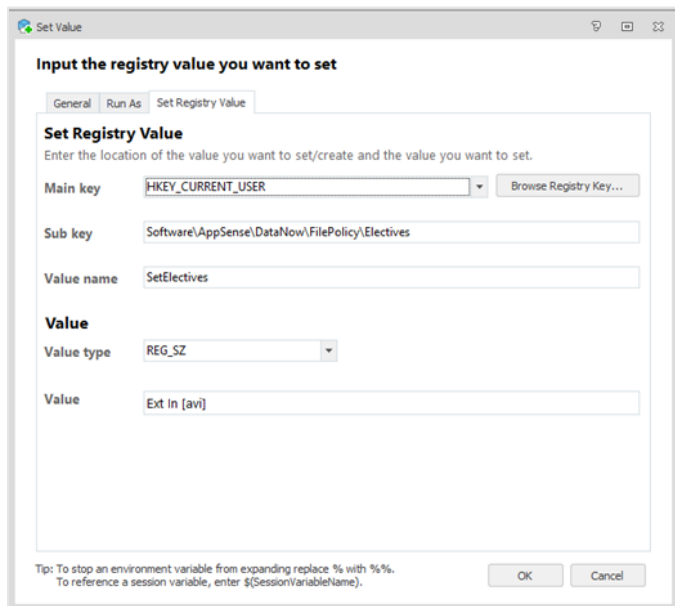 Set Value
Input the registry value you want to set
General Run As Set Registry Value
Set Registry Value
Enter the location of the value you want to set/create and the value you want to set.
Main key HKEY_CURRENT_USER Browse Registry Key...
Sub key Software\AppSense\DataNow\FilePolicy\Electives
Value name SetElectives
Value
Value type REG_SZ
Value Ext In [avi]
Tip: To stop an environment variable from expanding replace % with %%.
To reference a session variable, enter $(SessionVariableName).
OK Cancel